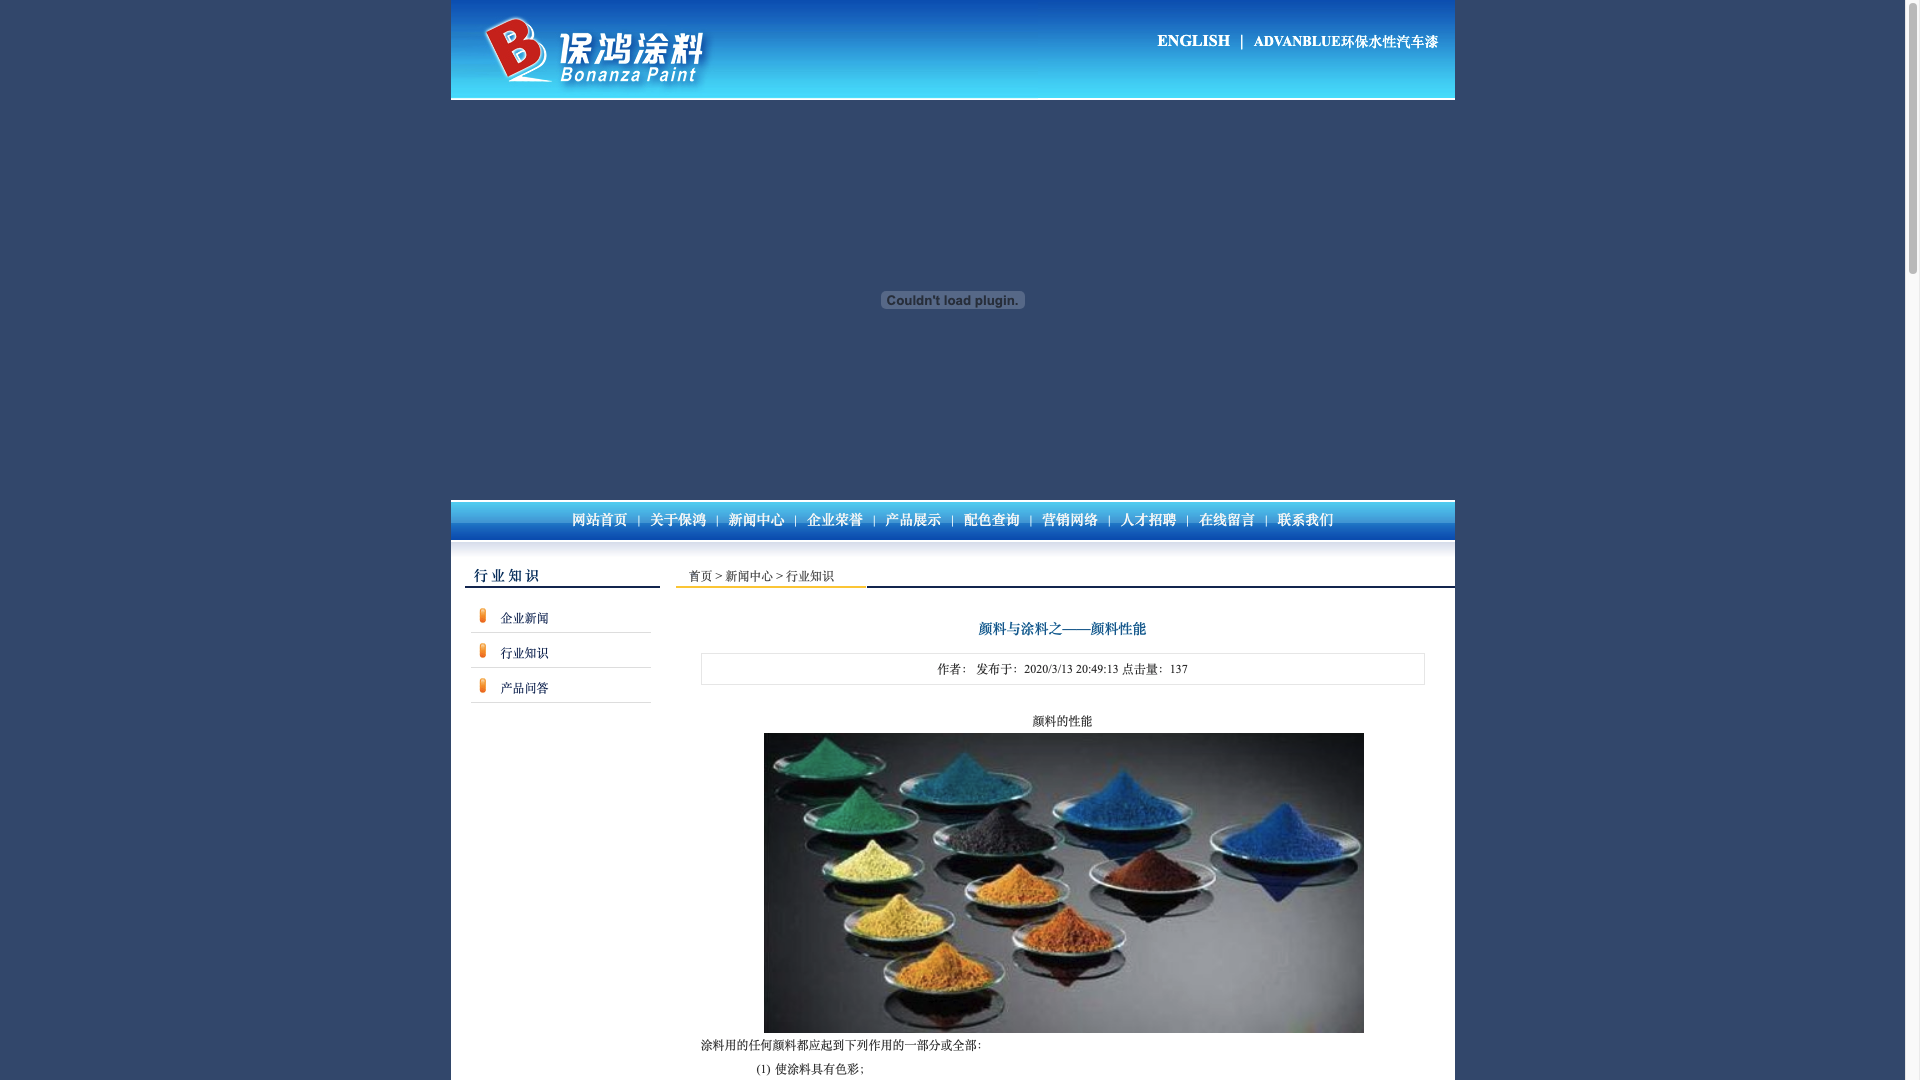 B 保鸿涂料
Bonanza Paint
ENGLISH | ADVANBLUE环保水性汽车漆
Couldn't load plugin.
网站首页 | 关于保鸿 | 新闻中心 | 企业荣誉 | 产品展示 | 配色查询 | 营销网络 | 人才招聘 | 在线留言 | 联系我们
行业知识
企业新闻
行业知识
产品问答
首页 > 新闻中心 > 行业知识
颜料与涂料之——颜料性能
作者： 发布于：2020/3/13 20:49:13 点击量：137
颜料的性能
涂料用的任何颜料都应起到下列作用的一部分或全部：
(1) 使涂料具有色彩；